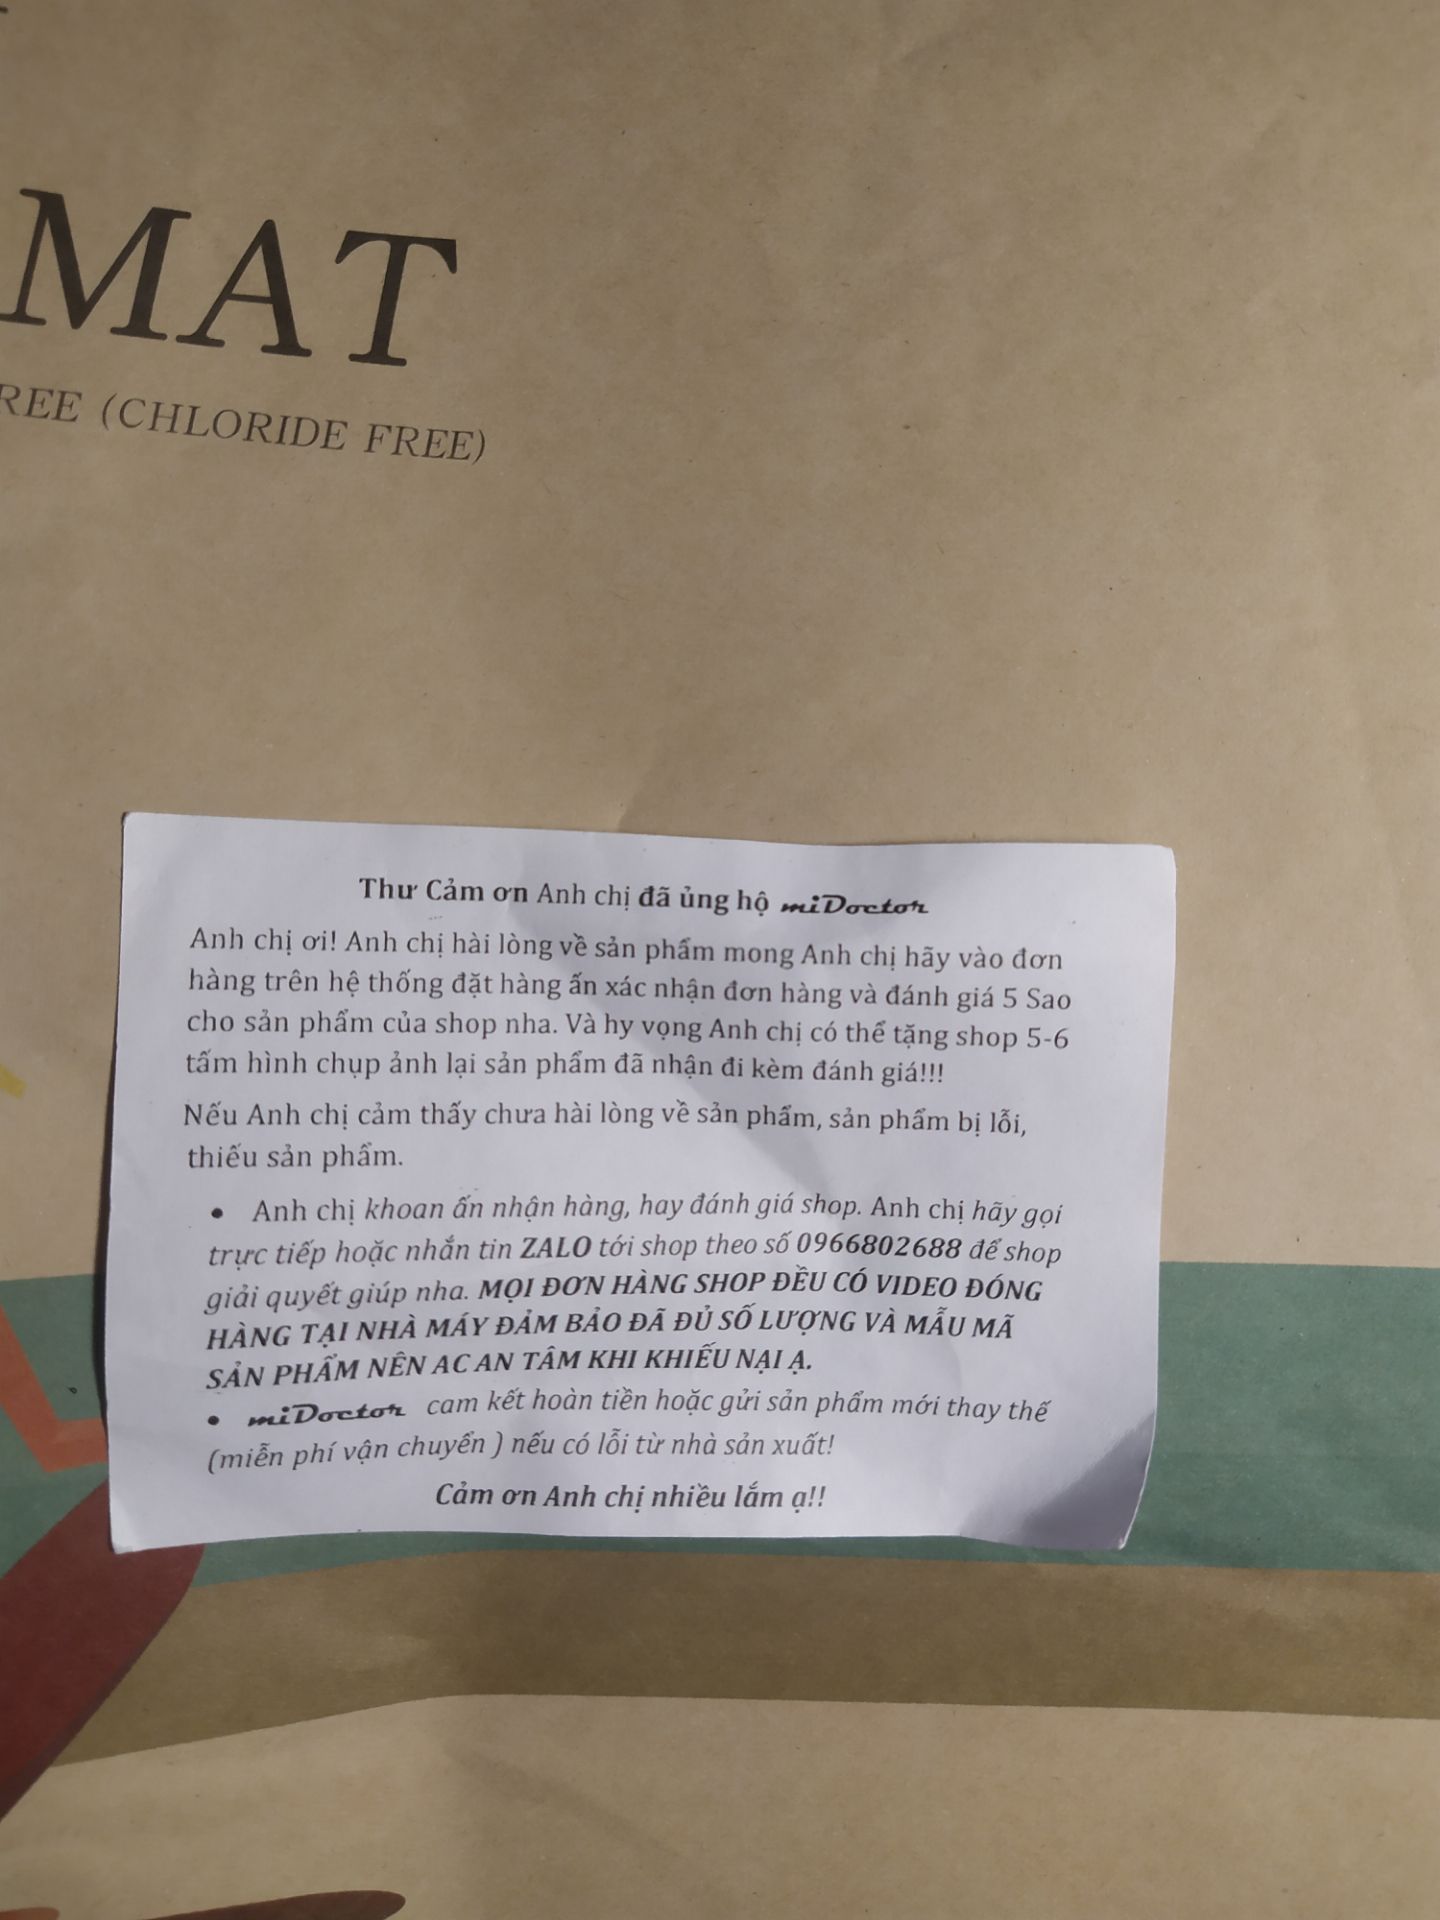 MAT
REE (CHLORIDE FREE)
Thư Cảm ơn Anh chị đã ủng hộ miDoctor
Anh chị ơi! Anh chị hài lòng về sản phẩm mong Anh chị hãy vào đơn
hàng trên hệ thống đặt hàng ấn xác nhận đơn hàng và đánh giá 5 Sao
cho sản phẩm của shop nha. Và hy vọng Anh chị có thể tặng shop 5-6
tấm hình chụp ảnh lại sản phẩm đã nhận đi kèm đánh giá!!!
Nếu Anh chị cảm thấy chưa hài lòng về sản phẩm, sản phẩm bị lỗi,
thiếu sản phẩm.
• Anh chị khoan ấn nhận hàng, hay đánh giá shop. Anh chị hãy gọi
trực tiếp hoặc nhắn tin ZALO tới shop theo số 0966802688 để shop
giải quyết giúp nha. MỌI ĐƠN HÀNG SHOP ĐỀU CÓ VIDEO ĐÓNG
HÀNG TẠI NHÀ MÁY ĐẢM BẢO ĐÃ ĐỦ SỐ LƯỢNG VÀ MẪU MÃ
SẢN PHẨM NÊN AC AN TÂM KHI KHIẾU NẠI Ạ.
• miDoctor cam kết hoàn tiền hoặc gửi sản phẩm mới thay thế
(miễn phí vận chuyển ) nếu có lỗi từ nhà sản xuất!
Cảm ơn Anh chị nhiều lắm ạ!!